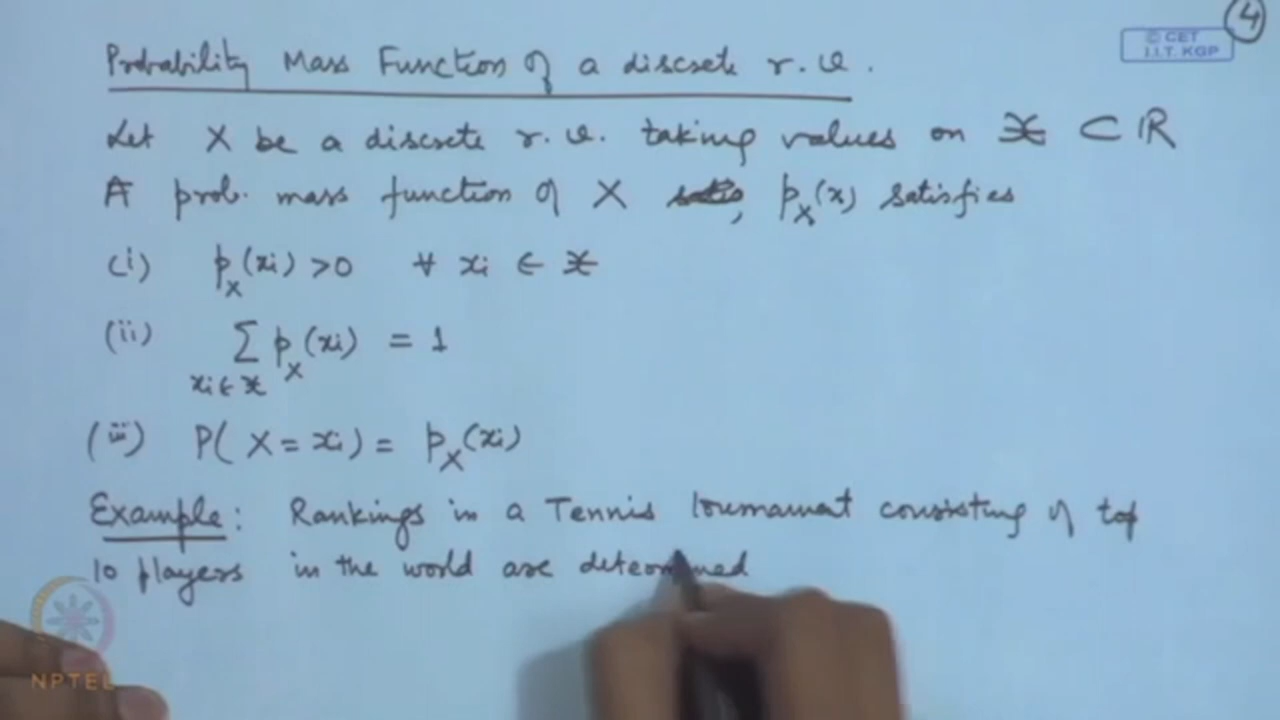 4
© CET
I.I.T. KGP
Probability Mass Function of a discrete r.v.
Let X be a discrete r.v. taking values on 𝒳 ⊂ ℝ
A prob. mass function of X , p_X(x) satisfies
(i) p_X(xi) > 0 ∀ xi ∈ 𝒳
(ii) ∑ p_X(xi) = 1
xi ∈ 𝒳
(iii) P( X = xi) = p_X(xi)
Example: Rankings in a Tennis tournament consisting of top
10 players in the world are determined
NPTEL